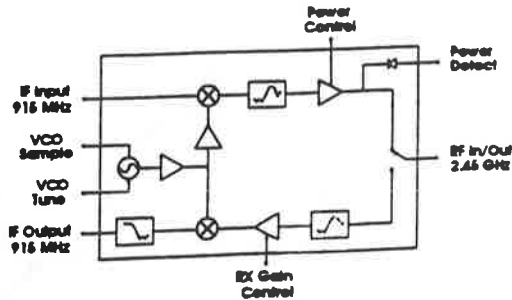 Power
Control
Power
Detect
IF Input
915 MHz
VCO
Sample
RF In/Out
2.45 GHz
VCO
Tune
IF Output
915 MHz
RX Gain
Control